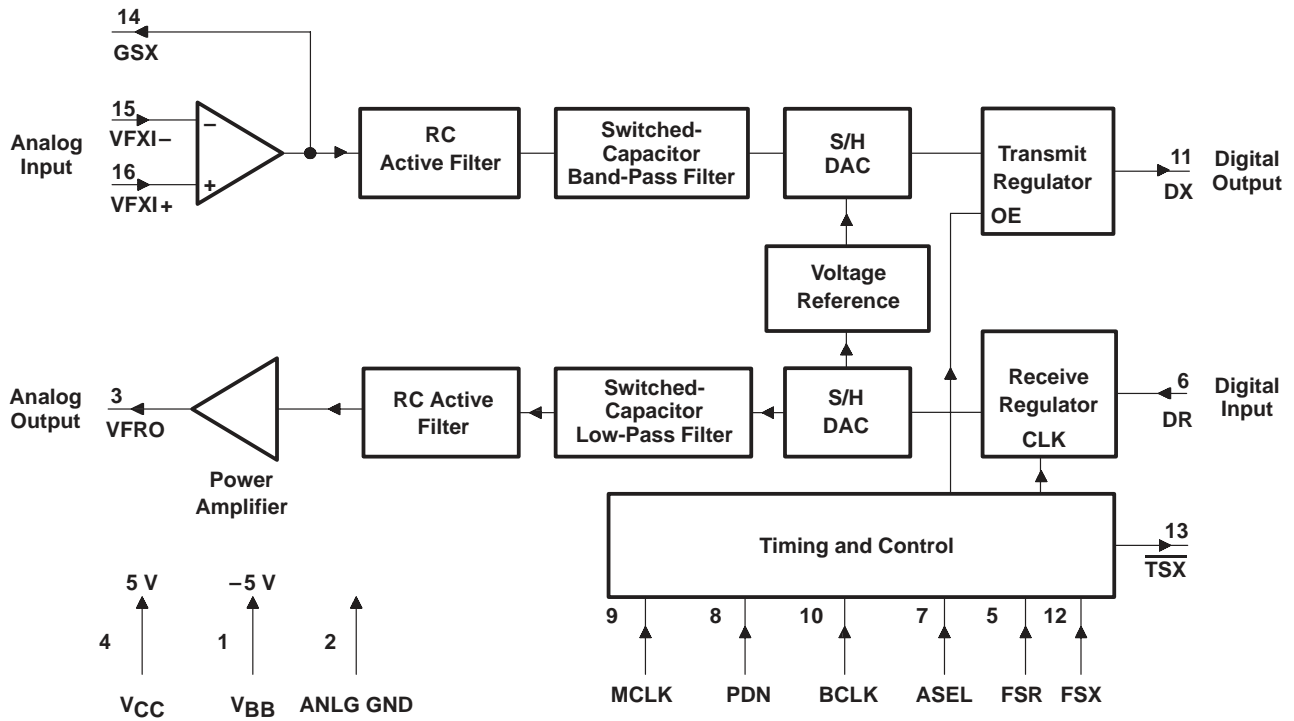 14
GSX
Analog
Input
15
VFXI–
16
VFXI+
–
+
RC
Active Filter
Switched-
Capacitor
Band-Pass Filter
S/H
DAC
Transmit
Regulator
OE
11
DX
Digital
Output
Voltage
Reference
Analog
Output
3
VFRO
Power
Amplifier
RC Active
Filter
Switched-
Capacitor
Low-Pass Filter
S/H
DAC
Receive
Regulator
CLK
6
DR
Digital
Input
Timing and Control
13
TSX
9
8
10
7
5
12
MCLK
PDN
BCLK
ASEL
FSR
FSX
5 V
–5 V
4
1
2
VCC
VBB
ANLG GND